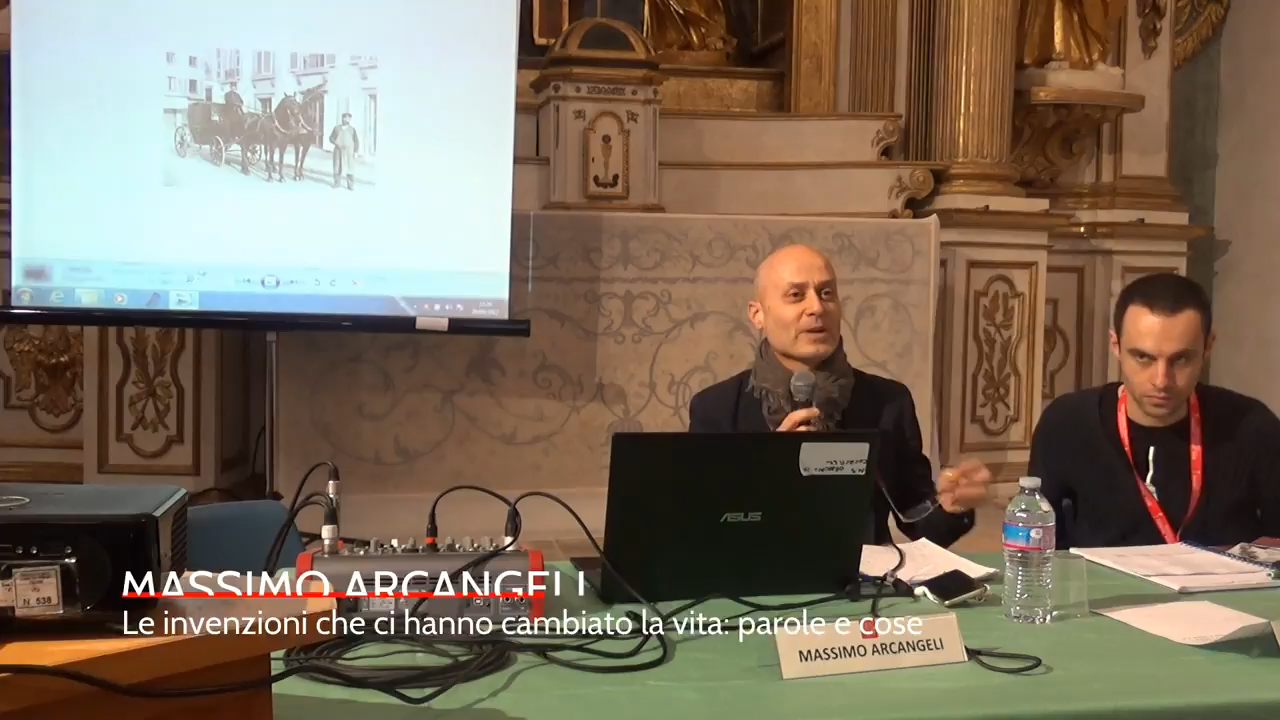 ASUS
N 538
MASSIMO ARCANGELI
Le invenzioni che ci hanno cambiato la vita: parole e cose
MASSIMO ARCANGELI